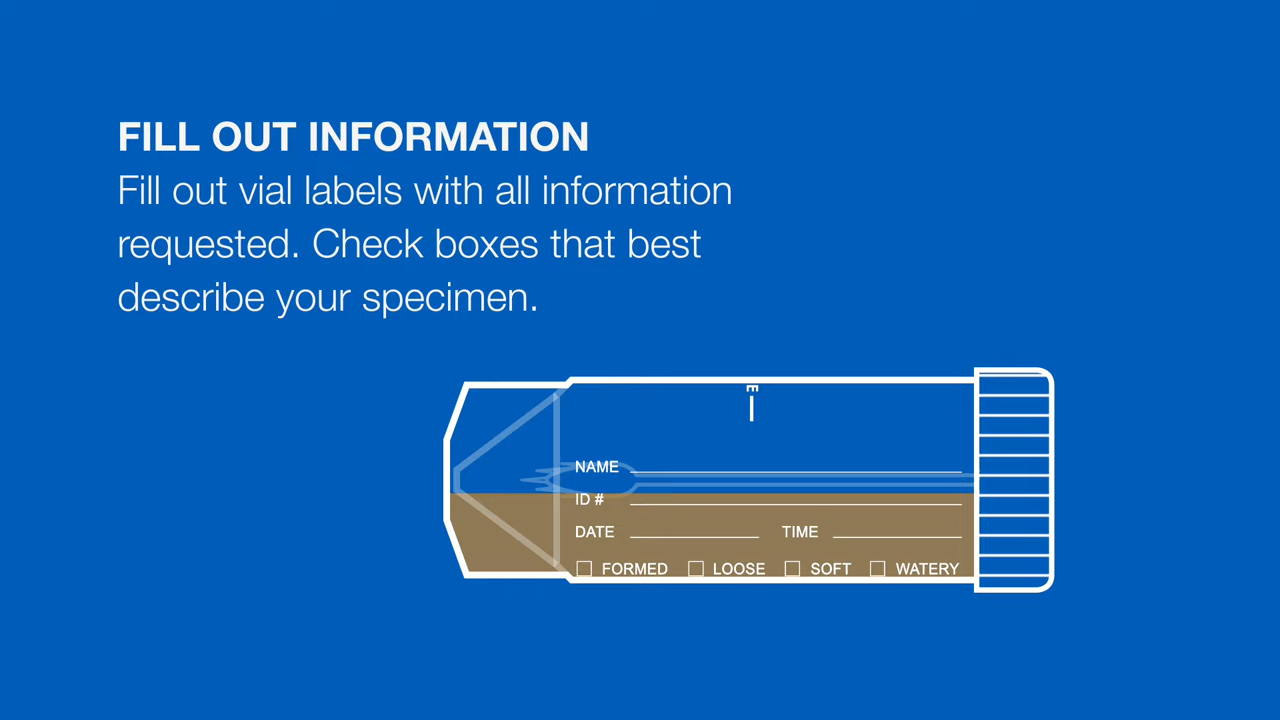 FILL OUT INFORMATION
Fill out vial labels with all information
requested. Check boxes that best
describe your specimen.
E
NAME
ID #
DATE TIME
FORMED LOOSE SOFT WATERY